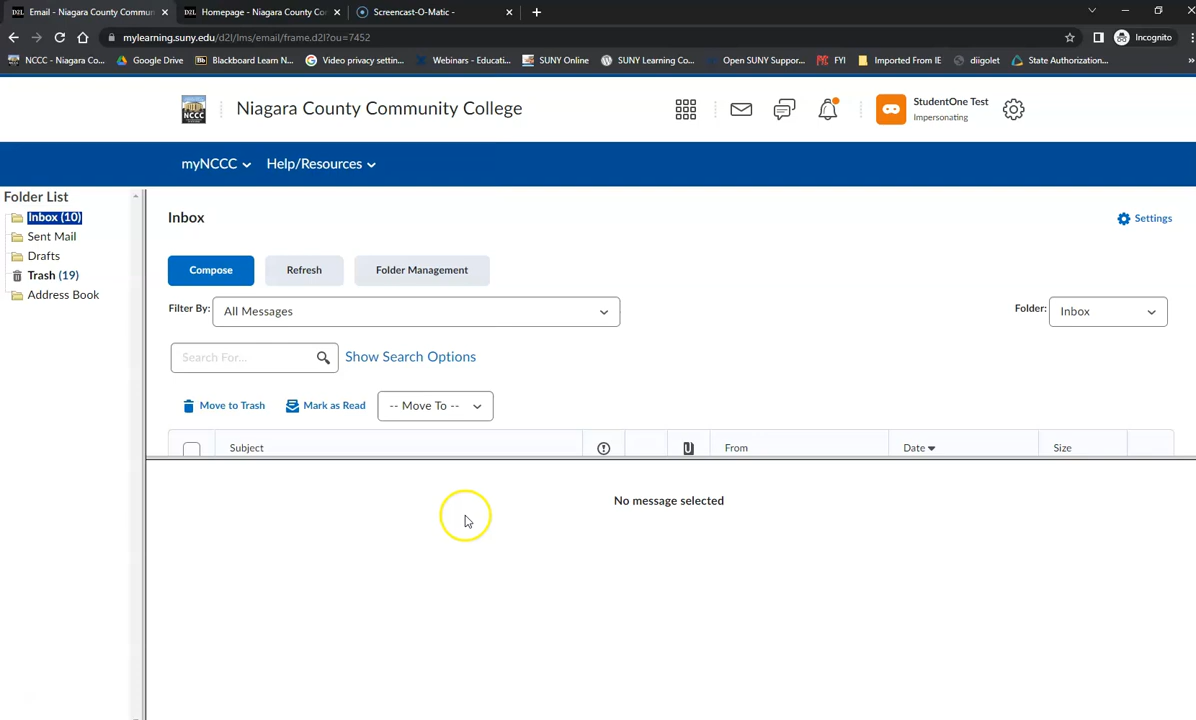 D2L Email - Niagara County Commun
D2L Homepage - Niagara County Co
Screencast-O-Matic -
mylearning.suny.edu/d2l/lms/email/frame.d2l?ou=7452
Incognito
NCCC - Niagara Co...
Google Drive
Bb Blackboard Learn N...
Video privacy settin...
Webinars - Educati...
SUNY Online
SUNY Learning Co...
Open SUNY Suppor...
FYI
Imported From IE
diigolet
State Authorization...
NCCC
Niagara County Community College
StudentOne Test
Impersonating
myNCCC
Help/Resources
Folder List
Inbox (10)
Sent Mail
Drafts
Trash (19)
Address Book
Inbox
Settings
Compose
Refresh
Folder Management
Filter By:
All Messages
Folder:
Inbox
Search For...
Show Search Options
Move to Trash
Mark as Read
-- Move To --
Subject
From
Date
Size
No message selected